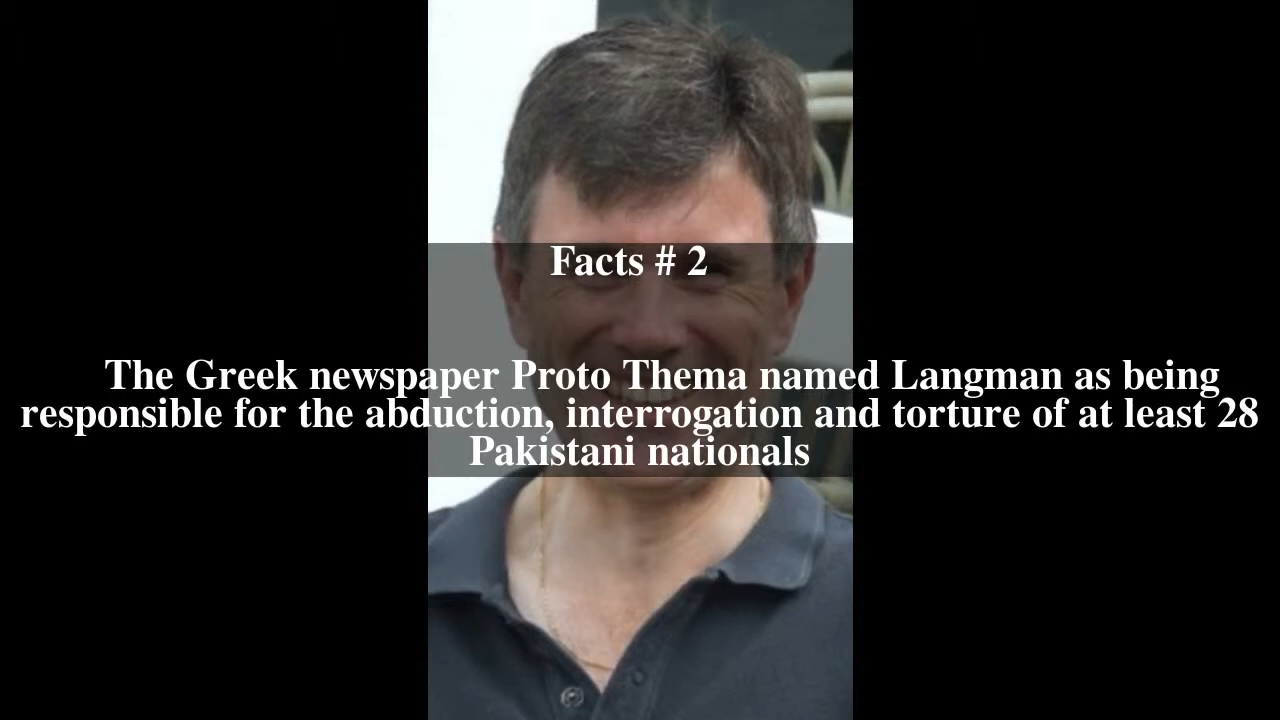 Facts # 2
The Greek newspaper Proto Thema named Langman as being
responsible for the abduction, interrogation and torture of at least 28
Pakistani nationals